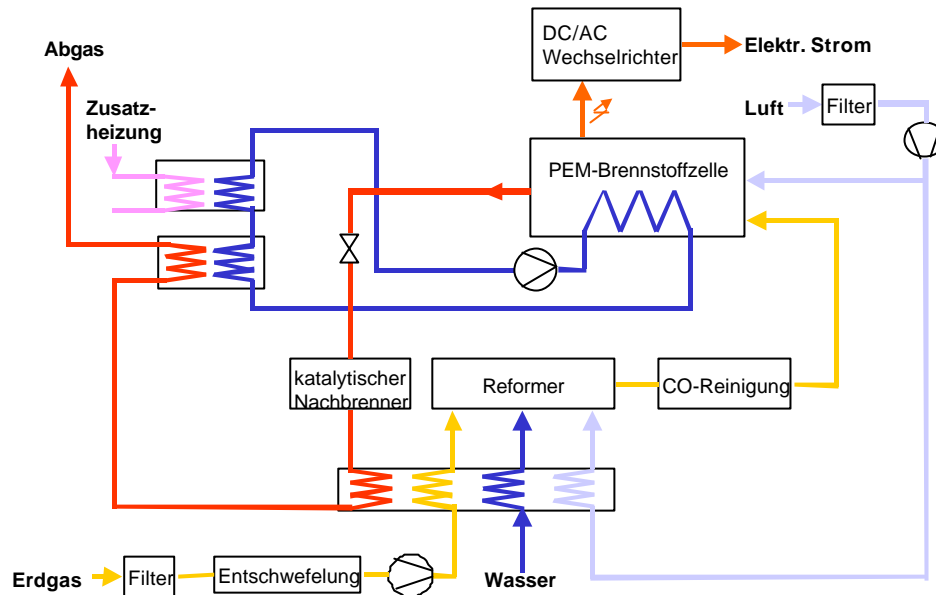 DC/AC
Wechselrichter
Elektr. Strom
Abgas
Zusatz-
heizung
Luft
Filter
PEM-Brennstoffzelle
katalytischer
Nachbrenner
Reformer
CO-Reinigung
Erdgas
Filter
Entschwefelung
Wasser